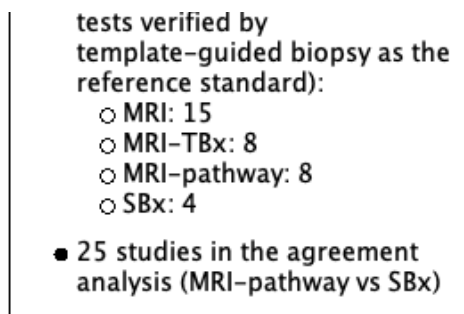 tests verified by
template-guided biopsy as the
reference standard):
○ MRI: 15
○ MRI-TBx: 8
○ MRI-pathway: 8
○ SBx: 4
● 25 studies in the agreement
analysis (MRI-pathway vs SBx)